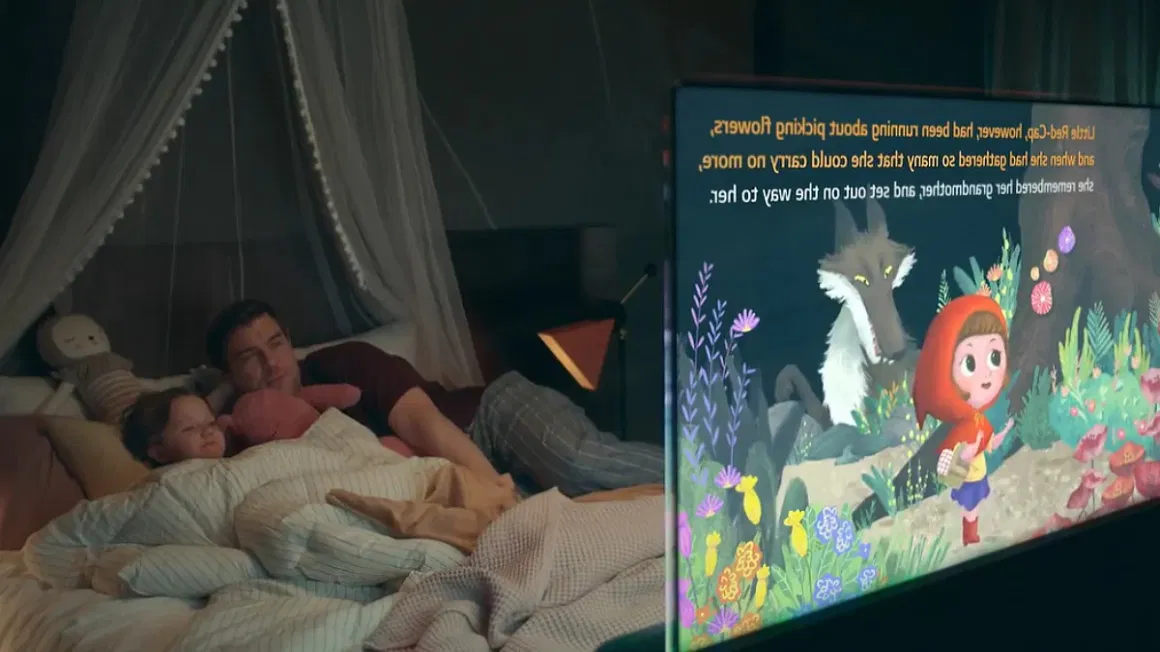 Little Red-Cap, however, had been running about picking flowers,
and when she had gathered so many that she could carry no more,
she remembered her grandmother, and set out on the way to her.